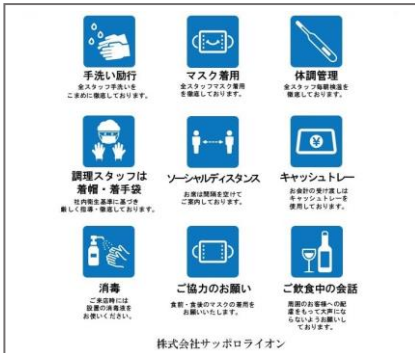 手洗い励行
全スタッフ手洗いを
こまめに徹底しております。
マスク着用
全スタッフマスク着用
を徹底しております。
体調管理
全スタッフ毎朝検温を
徹底しております。
調理スタッフは
着帽・着手袋
社内衛生基準に基づき
厳しく指導・徹底しております。
ソーシャルディスタンス
お席は間隔を空けて
ご案内しております。
キャッシュトレー
お会計の受け渡しは
キャッシュトレーを
使用しております。
消毒
ご来店時には
設置の消毒液を
お使いください。
ご協力のお願い
食前・食後のマスクの着用を
お願いいたします。
ご飲食中の会話
周囲のお客様への配
慮をもって大声にな
らないようお願いし
ております。
株式会社サッポロライオン